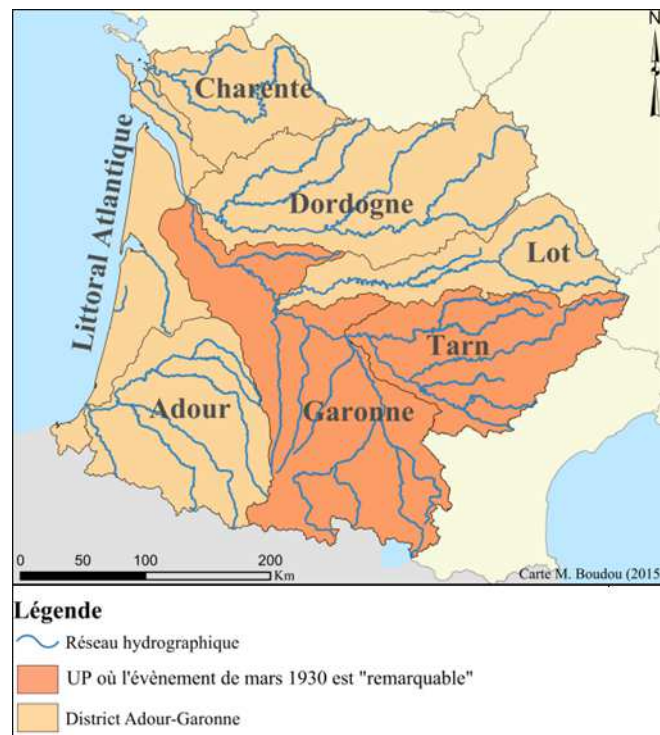 N
Charente
Littoral Atlantique
Dordogne
Lot
Tarn
Adour
Garonne
0 50 100 200
Km
Carte M. Boudou (2015
Légende
Réseau hydrographique
UP où l'évènement de mars 1930 est "remarquable"
District Adour-Garonne